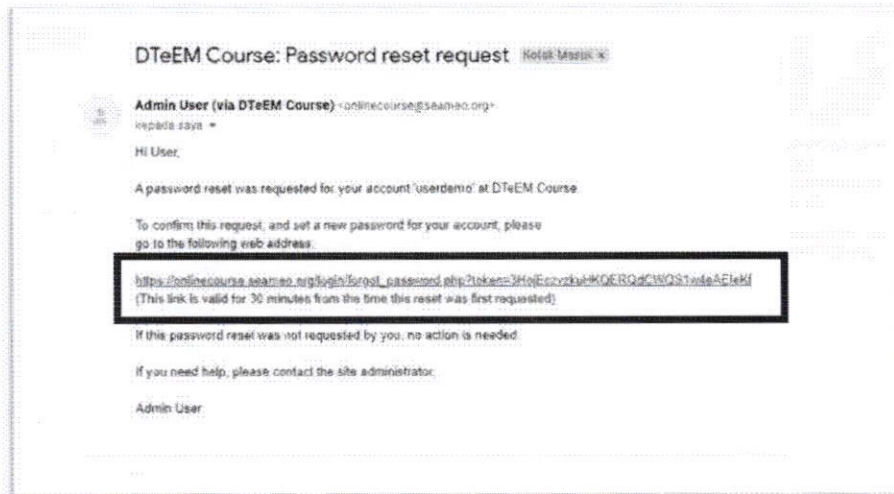 DTeEM Course: Password reset request Kotak Masuk x
Admin User (via DTeEM Course) <onlinecourse@seameo.org>
kepada saya
Hi User,
A password reset was requested for your account 'userdemo' at DTeEM Course.
To confirm this request, and set a new password for your account, please
go to the following web address:
(This link is valid for 30 minutes from the time this reset was first requested)
If this password reset was not requested by you, no action is needed.
If you need help, please contact the site administrator,
Admin User